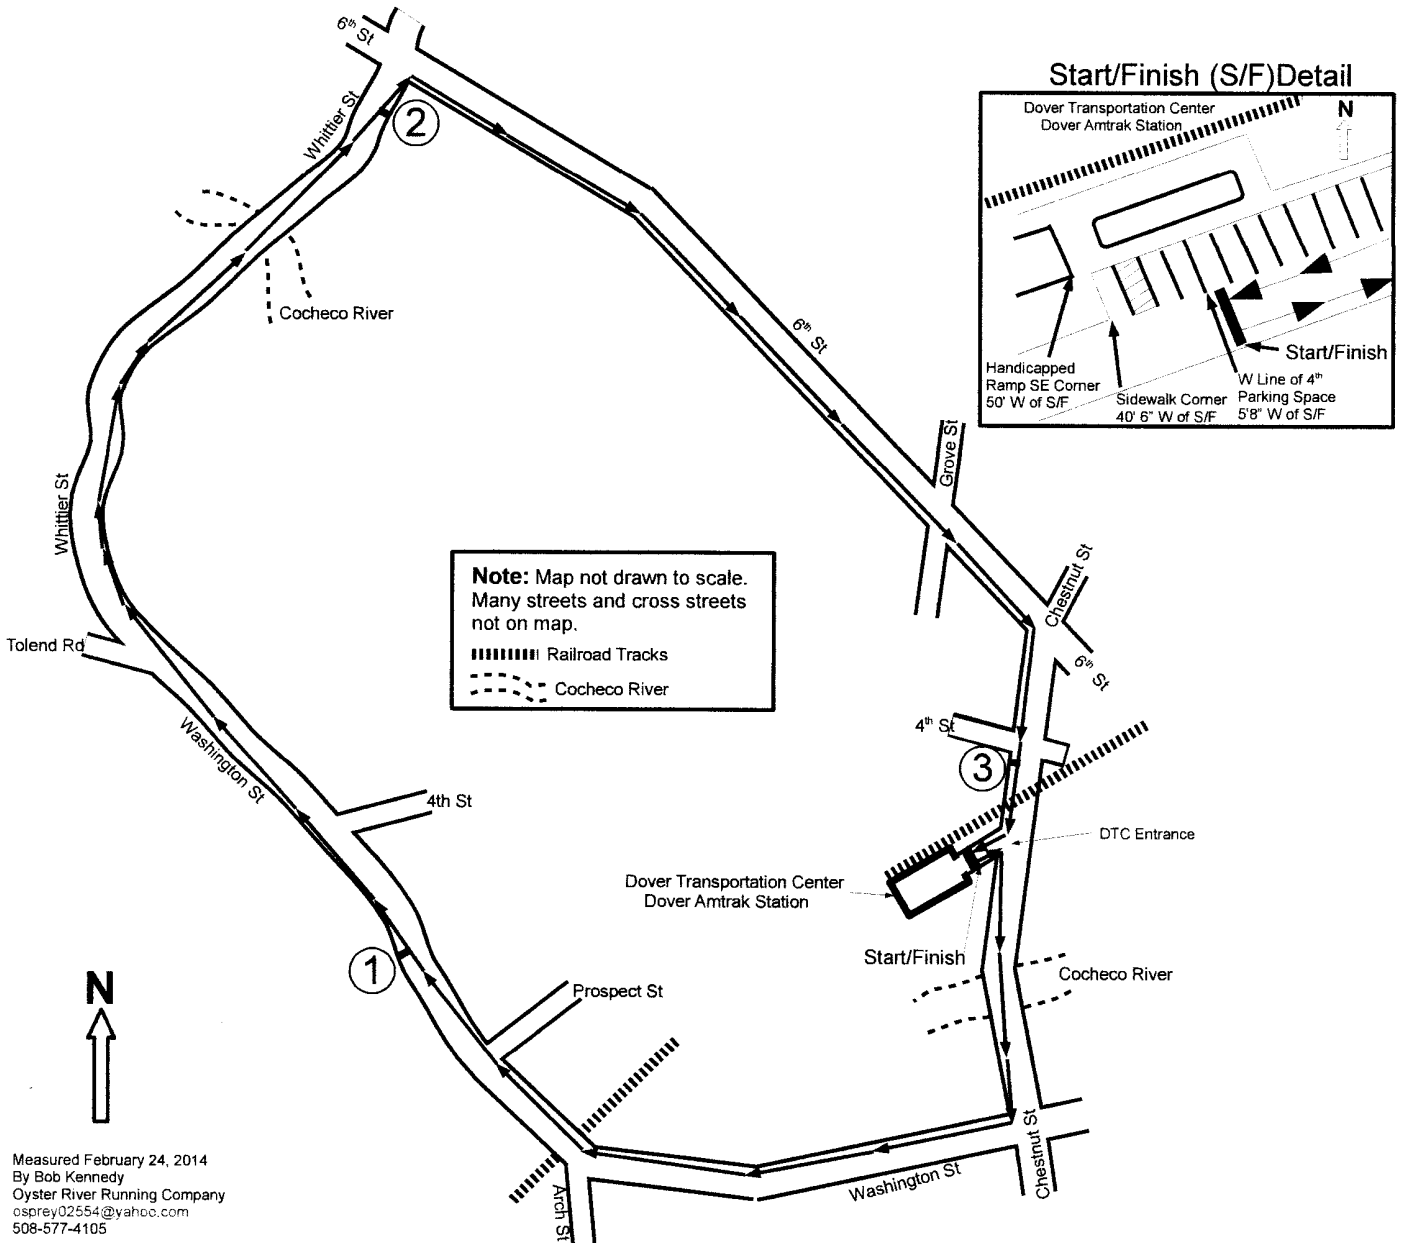 6th St
Start/Finish (S/F)Detail
Dover Transportation Center
Dover Amtrak Station
N
Handicapped
Ramp SE Corner
50' W of S/F
Sidewalk Corner
40' 6" W of S/F
W Line of 4th
Parking Space
5'8" W of S/F
Start/Finish
2
Whittier St
Cocheco River
6th St
Grove St
Whittier St
Note: Map not drawn to scale.
Many streets and cross streets
not on map.
Railroad Tracks
Cocheco River
Chestnut St
6th St
Tolend Rd
Washington St
4th St
3
4th St
DTC Entrance
Dover Transportation Center
Dover Amtrak Station
Start/Finish
Cocheco River
1
Prospect St
N
Chestnut St
Washington St
Arch St
Measured February 24, 2014
By Bob Kennedy
Oyster River Running Company
osprey02554@yahoo.com
508-577-4105